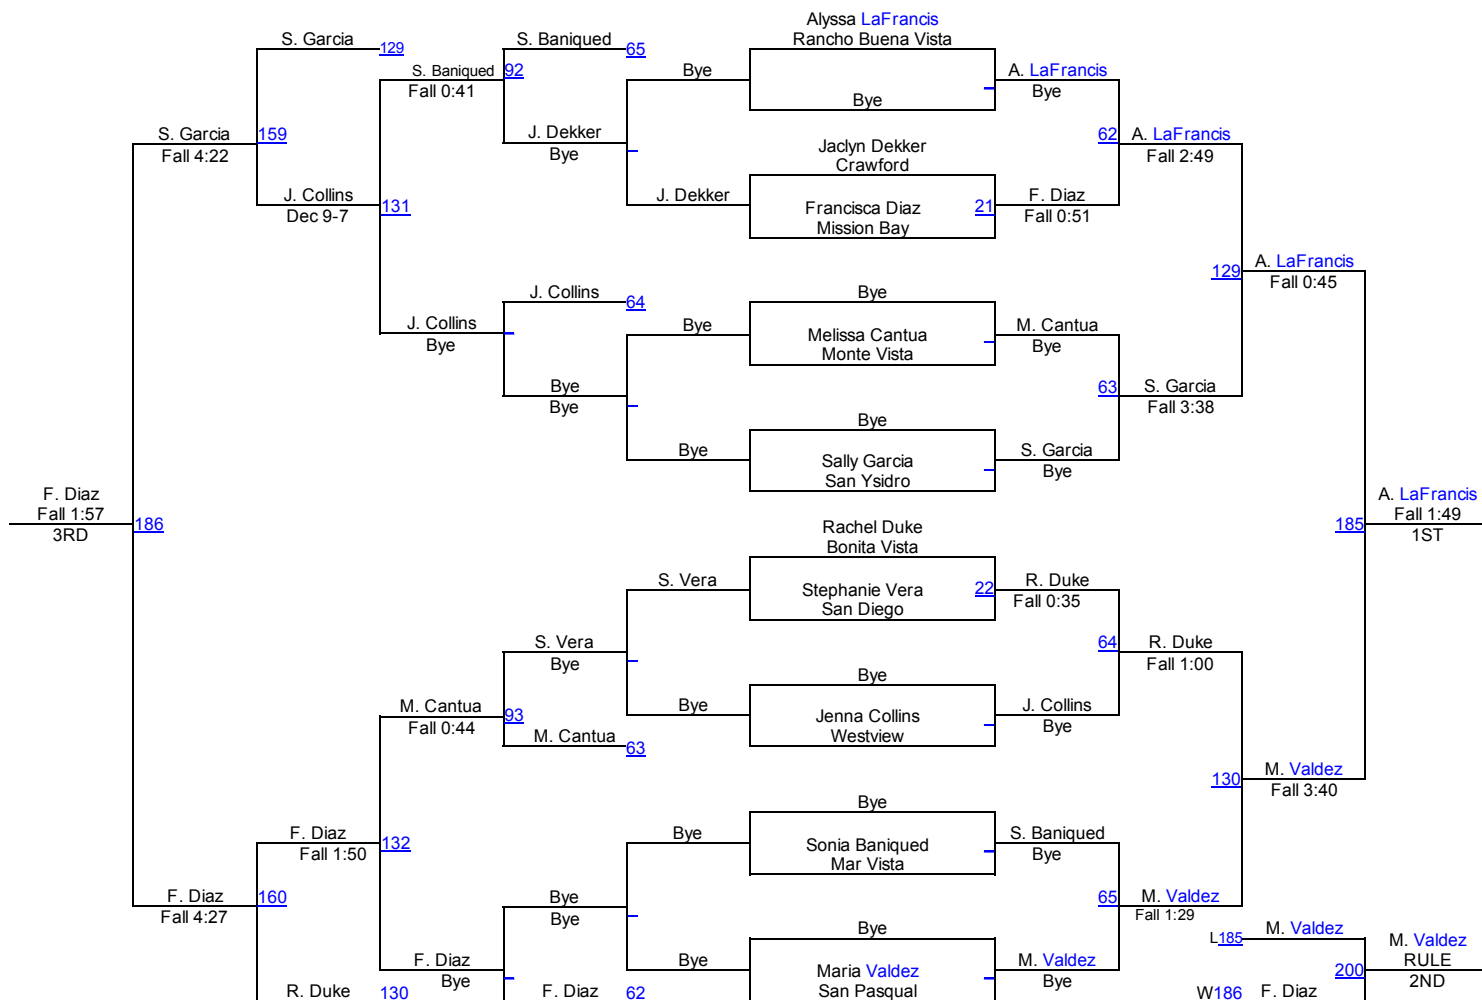 Alyssa LaFrancis
S. Garcia 129 S. Baniqued 65 Rancho Buena Vista
S. Baniqued 92 Bye A. LaFrancis
Fall 0:41 Bye Bye
S. Garcia 159 J. Dekker 62 A. LaFrancis
Fall 4:22 Bye Jaclyn Dekker Fall 2:49
Crawford
J. Collins 131 J. Dekker F. Diaz
Dec 9-7 Francisca Diaz 21 Fall 0:51
Mission Bay
129 A. LaFrancis
Fall 0:45
J. Collins 64 Bye
J. Collins Bye Melissa Cantua M. Cantua
Bye Monte Vista Bye
Bye 63 S. Garcia
Bye Bye Fall 3:38
Bye Sally Garcia S. Garcia
San Ysidro Bye
F. Diaz A. LaFrancis
Fall 1:57 186 185 Fall 1:49
3RD 1ST
Rachel Duke
Bonita Vista
S. Vera Stephanie Vera 22 R. Duke
San Diego Fall 0:35
S. Vera 64 R. Duke
Bye Fall 1:00
Bye
M. Cantua 93 Bye Jenna Collins J. Collins
Fall 0:44 Westview Bye
M. Cantua 63
130 M. Valdez
Fall 3:40
Bye
F. Diaz 132 Bye Sonia Baniqued S. Baniqued
Fall 1:50 Mar Vista Bye
F. Diaz 160 Bye 65 M. Valdez
Fall 4:27 Bye Fall 1:29
Bye L185 M. Valdez M. Valdez
F. Diaz Bye Maria Valdez M. Valdez 200 RULE
Bye San Pasqual Bye 2ND
R. Duke 130 F. Diaz 62 W186 F. Diaz